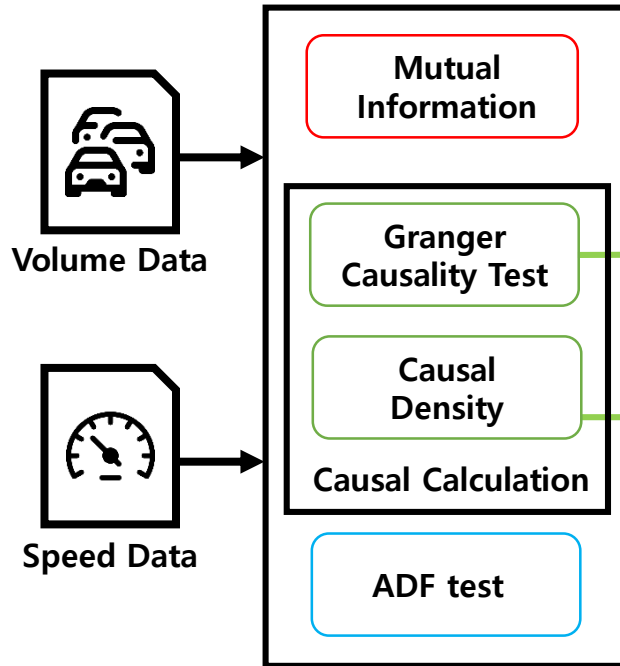 Volume Data
Speed Data
Mutual
Information
Granger
Causality Test
Causal
Density
Causal Calculation
ADF test